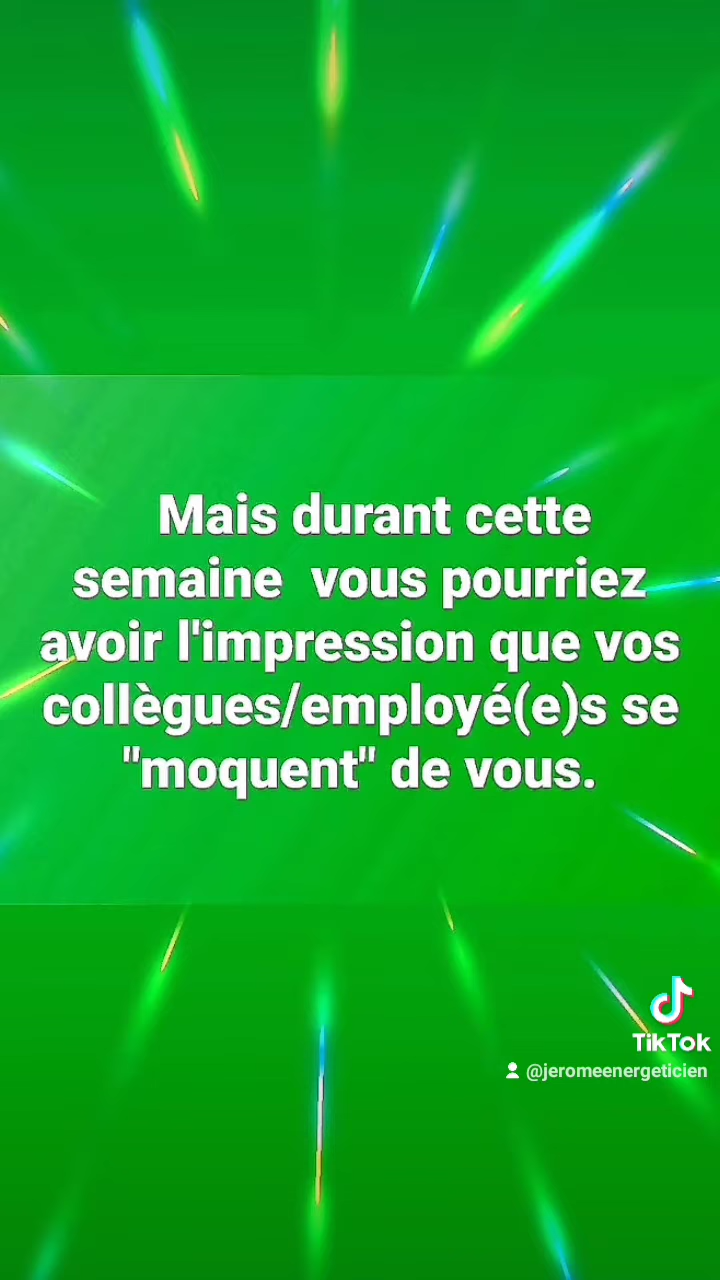 Mais durant cette
semaine  vous pourriez
avoir l'impression que vos
collègues/employé(e)s se
"moquent" de vous.
TikTok
@jeromeenergeticien